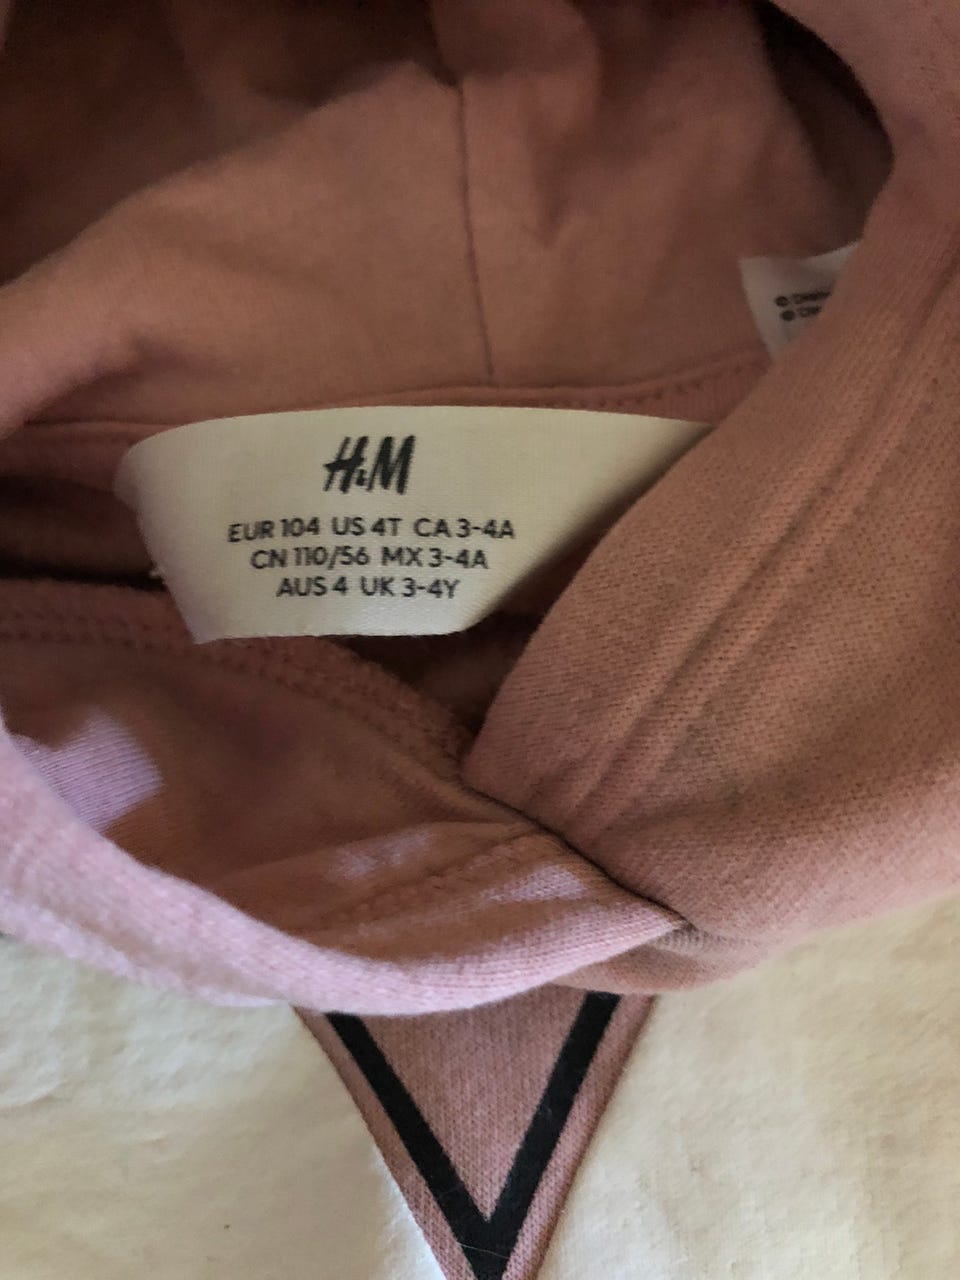 H&M
EUR 104 US 4T CA 3-4A
CN 110/56 MX 3-4A
AUS 4 UK 3-4Y
©
©